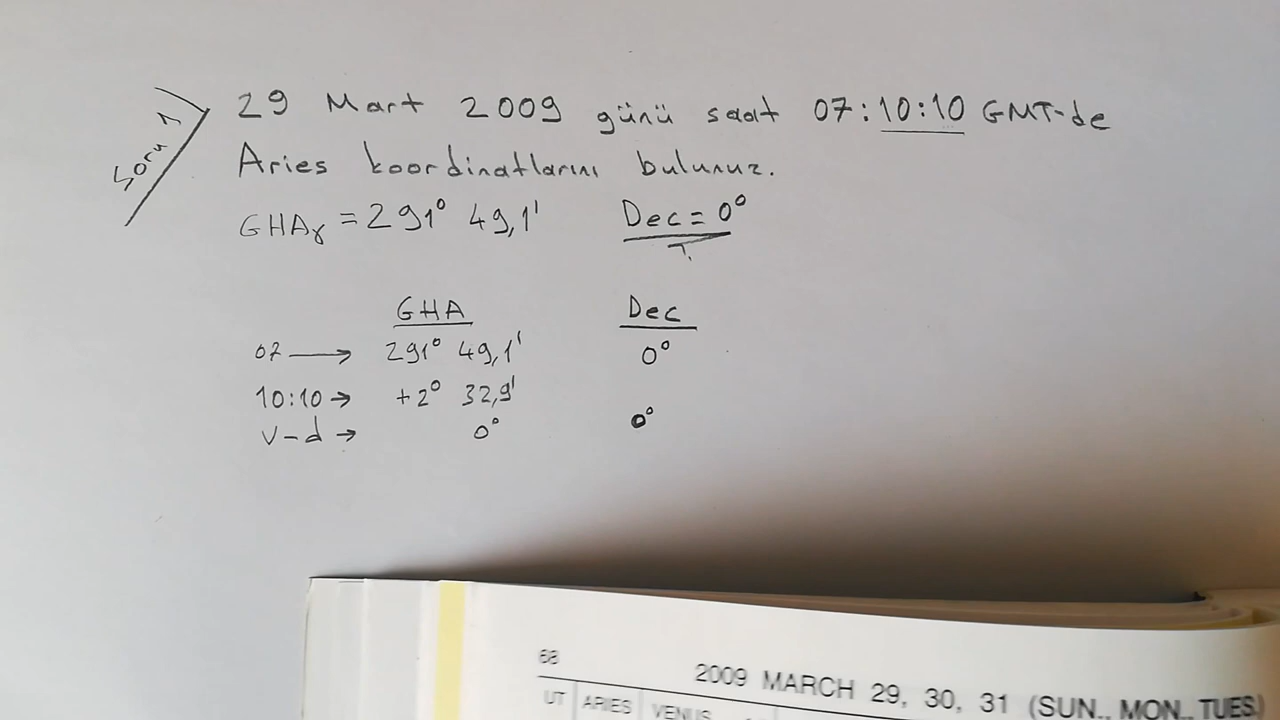 Soru 1
29 Mart 2009 günü saat 07:10:10 GMT-de
Aries koordinatlarını bulunuz.
GHAɤ = 291° 49,1' Dec = 0°
T.
GHA Dec
07 → 291° 49,1' 0°
10:10 → +2° 32,9'
v-d → 0° 0°
68
2009 MARCH 29, 30, 31 (SUN., MON., TUES.)
UT ARIES VENUS